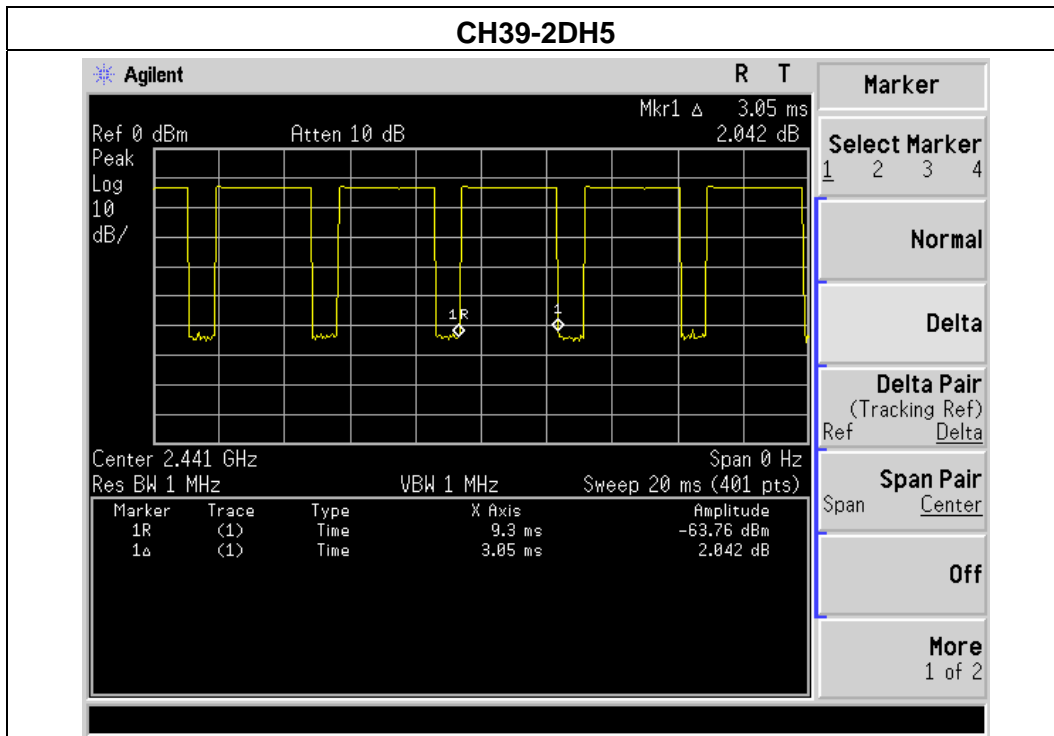 CH39-2DH5
Agilent R T
Mkr1 Δ 3.05 ms
Ref 0 dBm Atten 10 dB 2.042 dB
Peak
Log
10
dB/
1R
1
Center 2.441 GHz Span 0 Hz
Res BW 1 MHz VBW 1 MHz Sweep 20 ms (401 pts)
Marker Trace Type X Axis Amplitude
1R (1) Time 9.3 ms -63.76 dBm
1Δ (1) Time 3.05 ms 2.042 dB
Marker
Select Marker
1 2 3 4
Normal
Delta
Delta Pair
(Tracking Ref)
Ref Delta
Span Pair
Span Center
Off
More
1 of 2